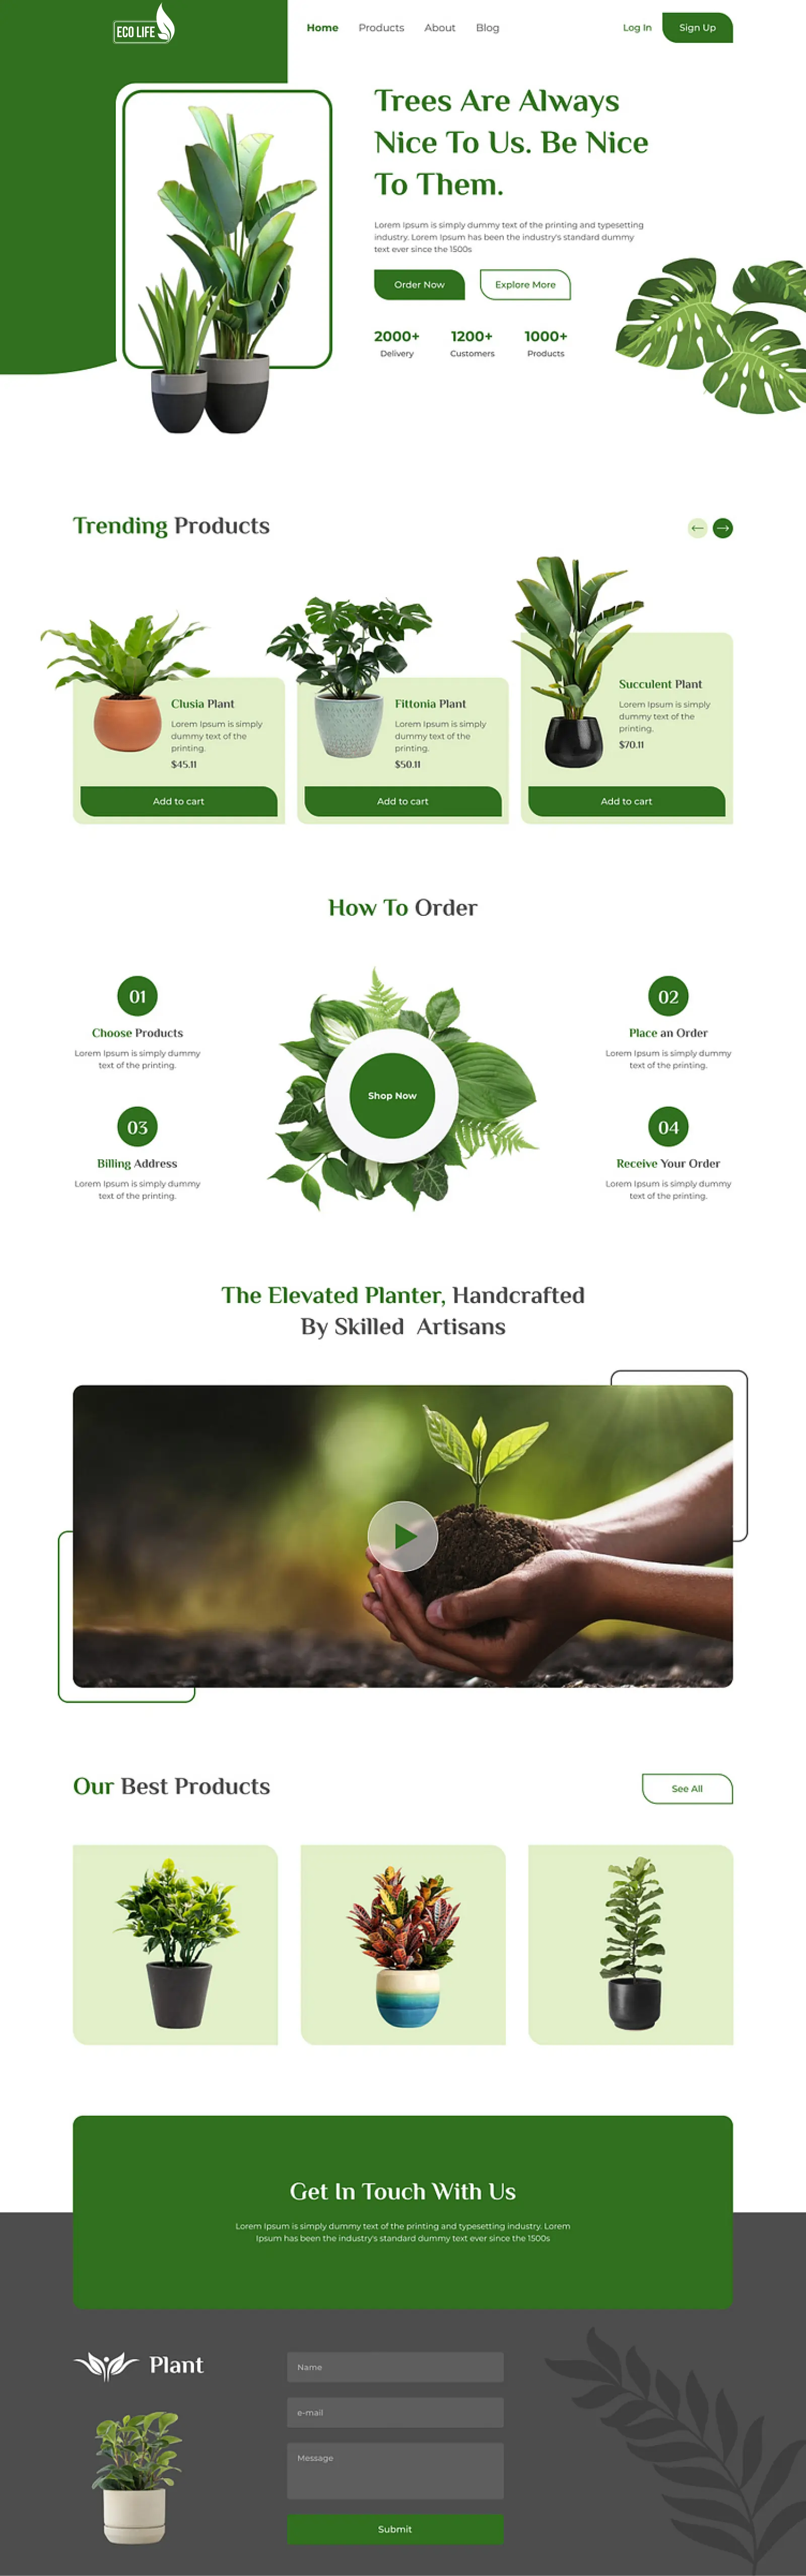 ECO LIFE
Home Products About Blog
Log In Sign Up
Trees Are Always
Nice To Us. Be Nice
To Them.
Lorem Ipsum is simply dummy text of the printing and typesetting
industry. Lorem Ipsum has been the industry's standard dummy
text ever since the 1500s
Order Now Explore More
2000+ 1200+ 1000+
Delivery Customers Products
Trending Products
Clusia Plant
Lorem Ipsum is simply
dummy text of the
printing.
$45.11
Add to cart
Fittonia Plant
Lorem Ipsum is simply
dummy text of the
printing.
$50.11
Add to cart
Succulent Plant
Lorem Ipsum is simply
dummy text of the
printing.
$70.11
Add to cart
How To Order
01
Choose Products
Lorem Ipsum is simply dummy
text of the printing.
02
Place an Order
Lorem Ipsum is simply dummy
text of the printing.
Shop Now
03
Billing Address
Lorem Ipsum is simply dummy
text of the printing.
04
Receive Your Order
Lorem Ipsum is simply dummy
text of the printing.
The Elevated Planter, Handcrafted
By Skilled Artisans
Our Best Products
See All
Get In Touch With Us
Lorem Ipsum is simply dummy text of the printing and typesetting industry. Lorem
Ipsum has been the industry's standard dummy text ever since the 1500s
Plant
Name
e-mail
Message
Submit